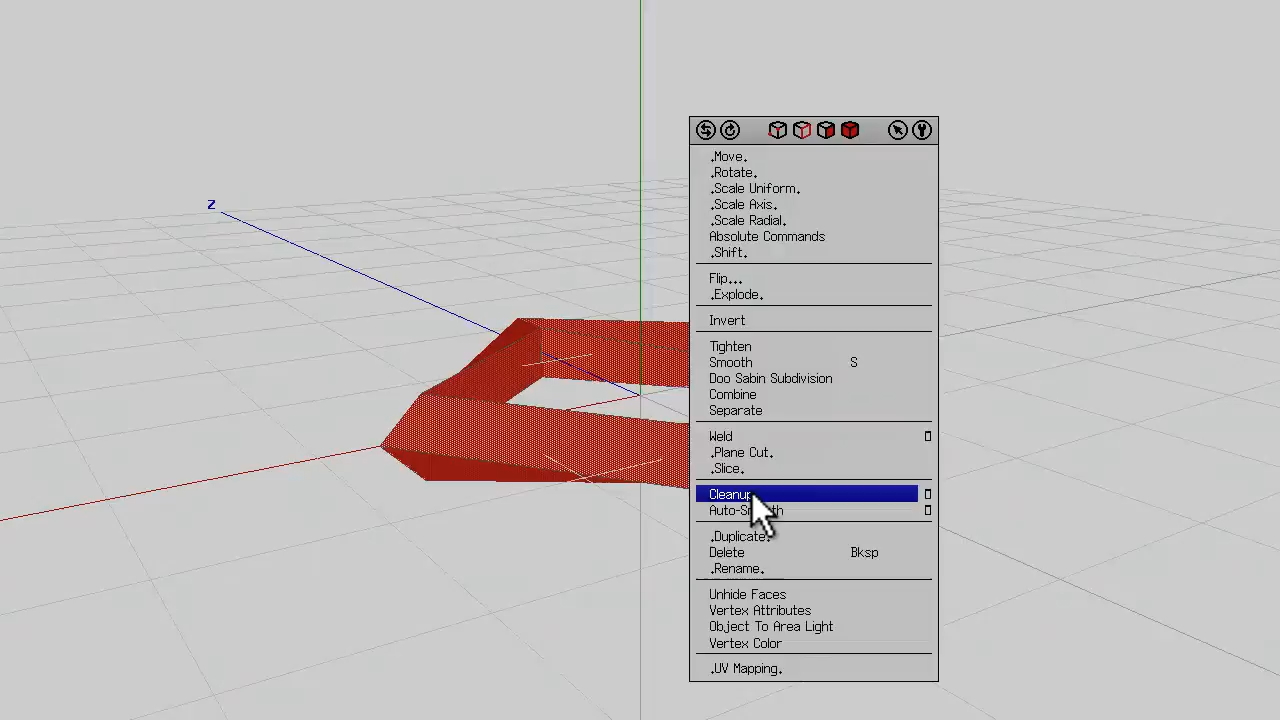 Z
.Move.
.Rotate.
.Scale Uniform.
.Scale Axis.
.Scale Radial.
Absolute Commands
.Shift.
Flip...
.Explode.
Invert
Tighten
Smooth S
Doo Sabin Subdivision
Combine
Separate
Weld
.Plane Cut.
.Slice.
Cleanup
.Duplicate.
Delete Bksp
.Rename.
Unhide Faces
Vertex Attributes
Object To Area Light
Vertex Color
.UV Mapping.